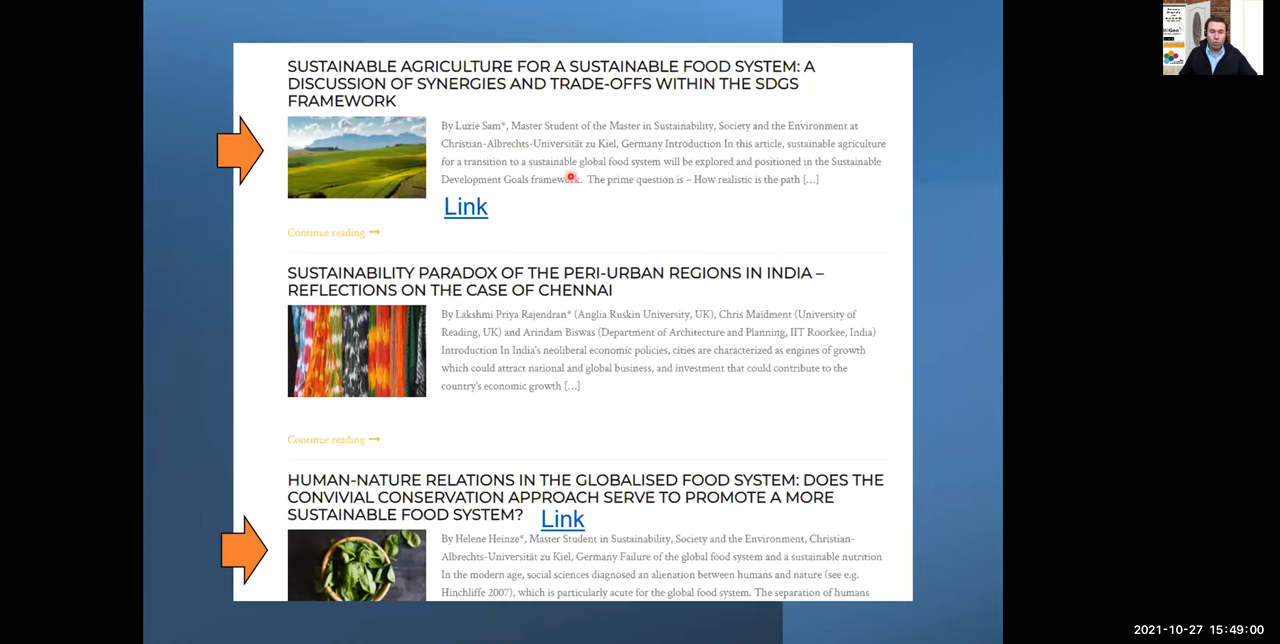 SUSTAINABLE AGRICULTURE FOR A SUSTAINABLE FOOD SYSTEM: A
DISCUSSION OF SYNERGIES AND TRADE-OFFS WITHIN THE SDGS
FRAMEWORK
By Luzie Sam*, Master Student of the Master in Sustainability, Society and the Environment at
Christian-Albrechts-Universität zu Kiel, Germany Introduction In this article, sustainable agriculture
for a transition to a sustainable global food system will be explored and positioned in the Sustainable
Development Goals framework. The prime question is – How realistic is the path [...]
Link
Continue reading
SUSTAINABILITY PARADOX OF THE PERI-URBAN REGIONS IN INDIA –
REFLECTIONS ON THE CASE OF CHENNAI
By Lakshmi Priya Rajendran* (Anglia Ruskin University, UK), Chris Maidment (University of
Reading, UK) and Arindam Biswas (Department of Architecture and Planning, IIT Roorkee, India)
Introduction In India's neoliberal economic policies, cities are characterized as engines of growth
which could attract national and global business, and investment that could contribute to the
country's economic growth [...]
Continue reading
HUMAN-NATURE RELATIONS IN THE GLOBALISED FOOD SYSTEM: DOES THE
CONVIVIAL CONSERVATION APPROACH SERVE TO PROMOTE A MORE
SUSTAINABLE FOOD SYSTEM? Link
By Helene Heinze*, Master Student in Sustainability, Society and the Environment, Christian-
Albrechts-Universität zu Kiel, Germany Failure of the global food system and a sustainable nutrition
In the modern age, social sciences diagnosed an alienation between humans and nature (see e.g.
Hinchliffe 2007), which is particularly acute for the global food system. The separation of humans
2021-10-27 15:49:00